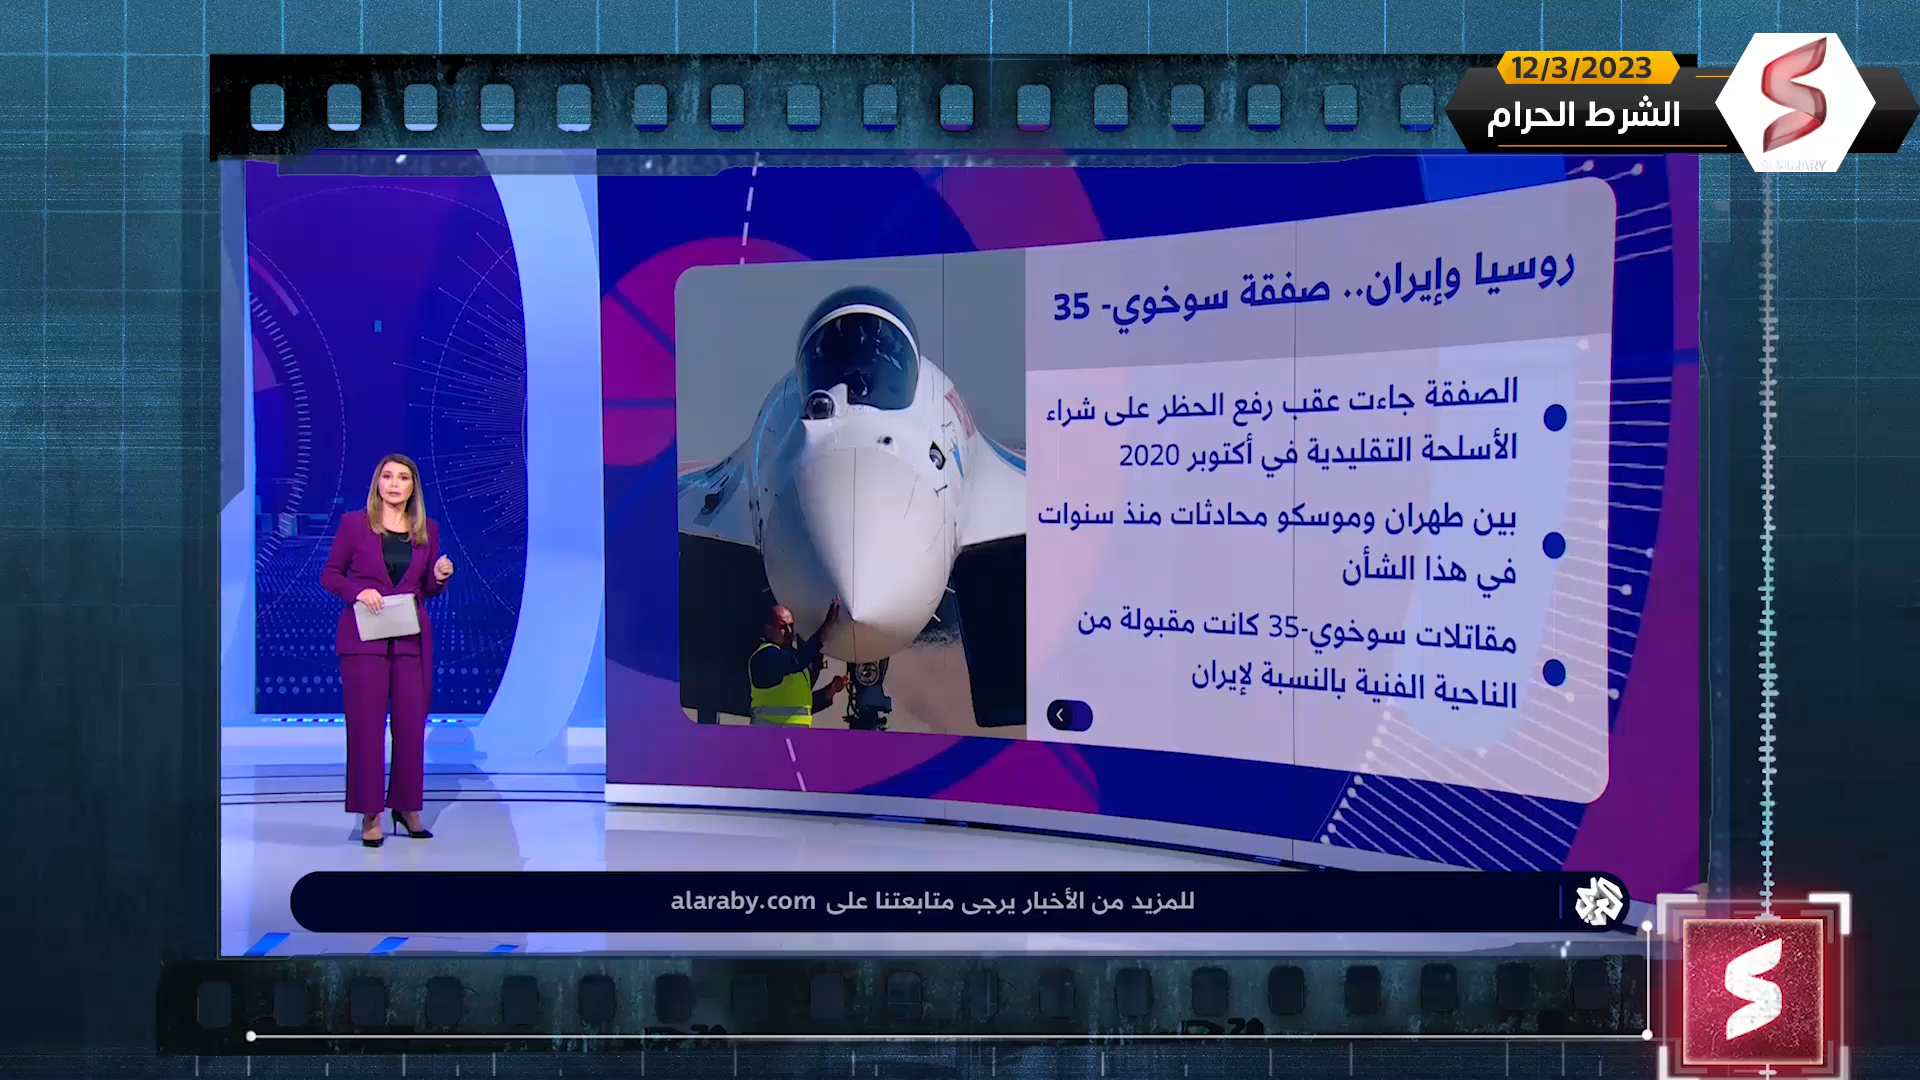 12/3/2023
الشرط الحرام
SUMMARY
روسيا وإيران.. صفقة سوخوي- 35
الصفقة جاءت عقب رفع الحظر على شراء
الأسلحة التقليدية في أكتوبر 2020
بين طهران وموسكو محادثات منذ سنوات
في هذا الشأن
مقاتلات سوخوي-35 كانت مقبولة من
الناحية الفنية بالنسبة لإيران
للمزيد من الأخبار يرجى متابعتنا على alaraby.com